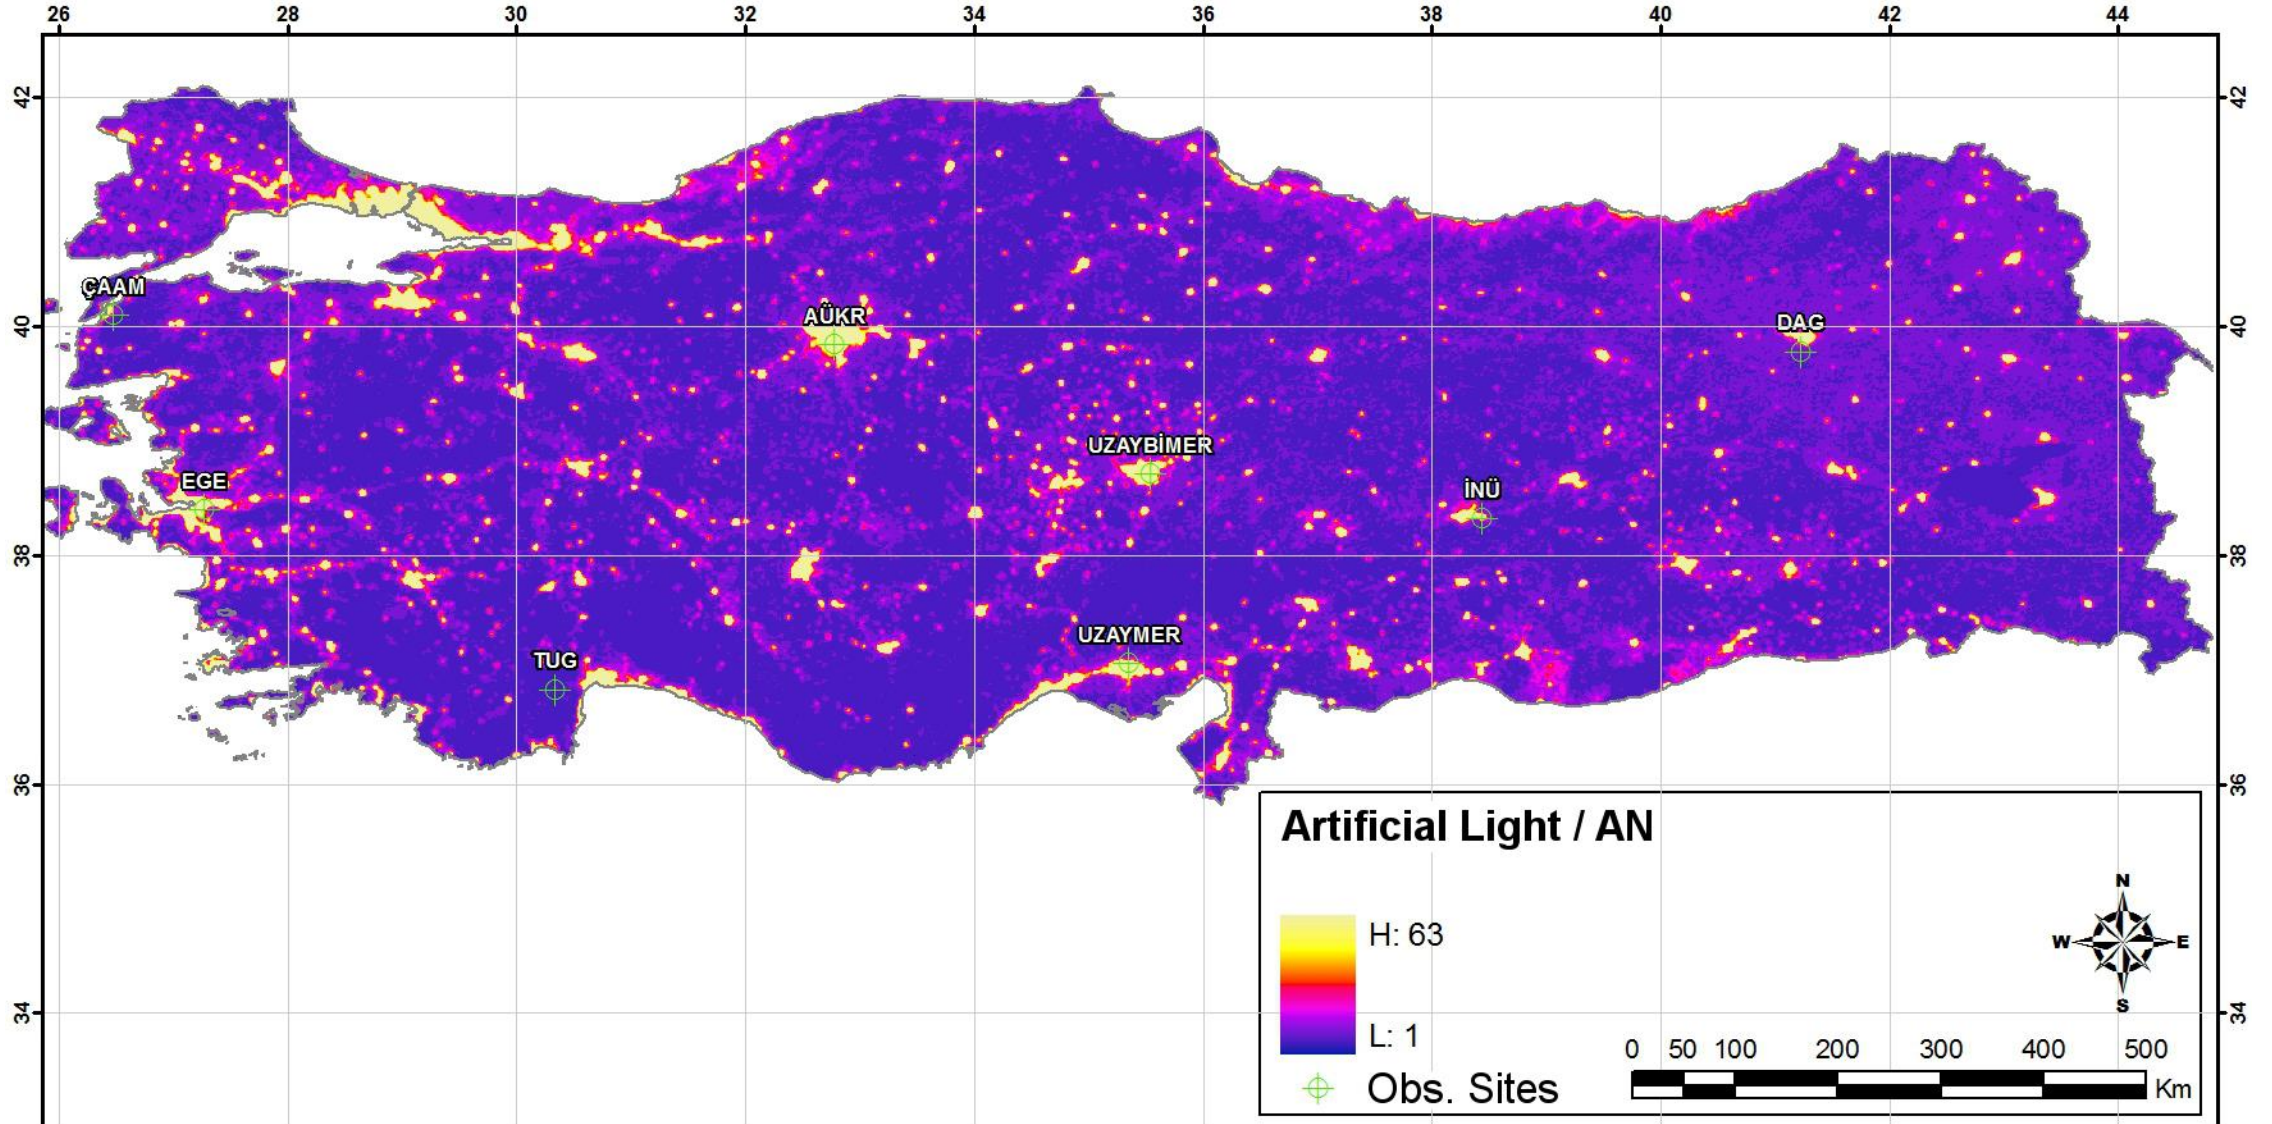 26 28 30 32 34 36 38 40 42 44
42 42
ÇAAM
AÜKR
DAG
40 40
UZAYBİMER
EGE
İNÜ
38 38
UZAYMER
TUG
36 36
Artificial Light / AN
H: 63
L: 1
Obs. Sites
N
W E
S
34 34
0 50 100 200 300 400 500
Km